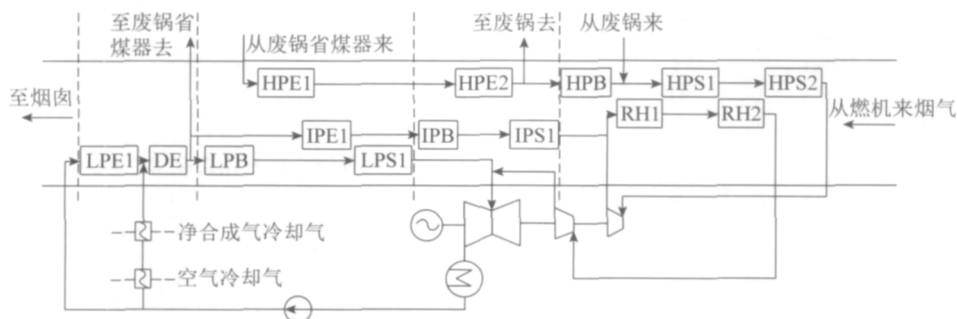 至废锅省
煤器去
从废锅省煤器来
至废锅去
从废锅来
至烟囱
HPE1
HPE2
HPB
HPS1
HPS2
从燃机来烟气
RH1
RH2
IPE1
IPB
IPS1
LPE1
DE
LPB
LPS1
净合成气冷却气
空气冷却气